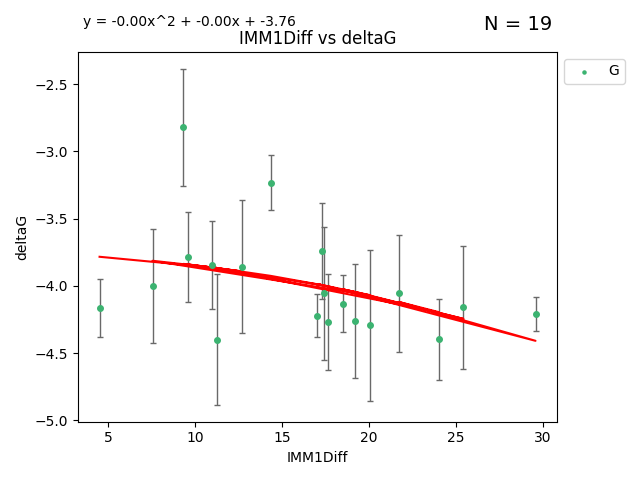 y = -0.00x^2 + -0.00x + -3.76
N = 19
IMM1Diff vs deltaG
G
−2.5
−3.0
−3.5
−4.0
−4.5
−5.0
deltaG
5 10 15 20 25 30
IMM1Diff